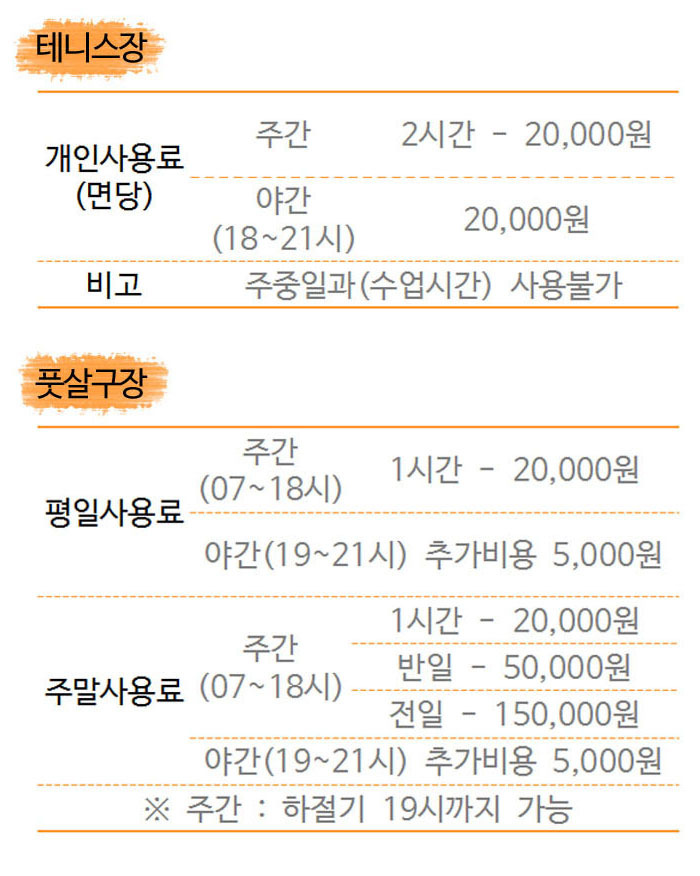 테니스장
개인사용료
(면당)
주간
2시간 - 20,000원
야간
(18~21시)
20,000원
비고
주중일과(수업시간) 사용불가
풋살구장
평일사용료
주간
(07~18시)
1시간 - 20,000원
야간(19~21시) 추가비용 5,000원
주말사용료
주간
(07~18시)
1시간 - 20,000원
반일 - 50,000원
전일 - 150,000원
야간(19~21시) 추가비용 5,000원
※ 주간 : 하절기 19시까지 가능